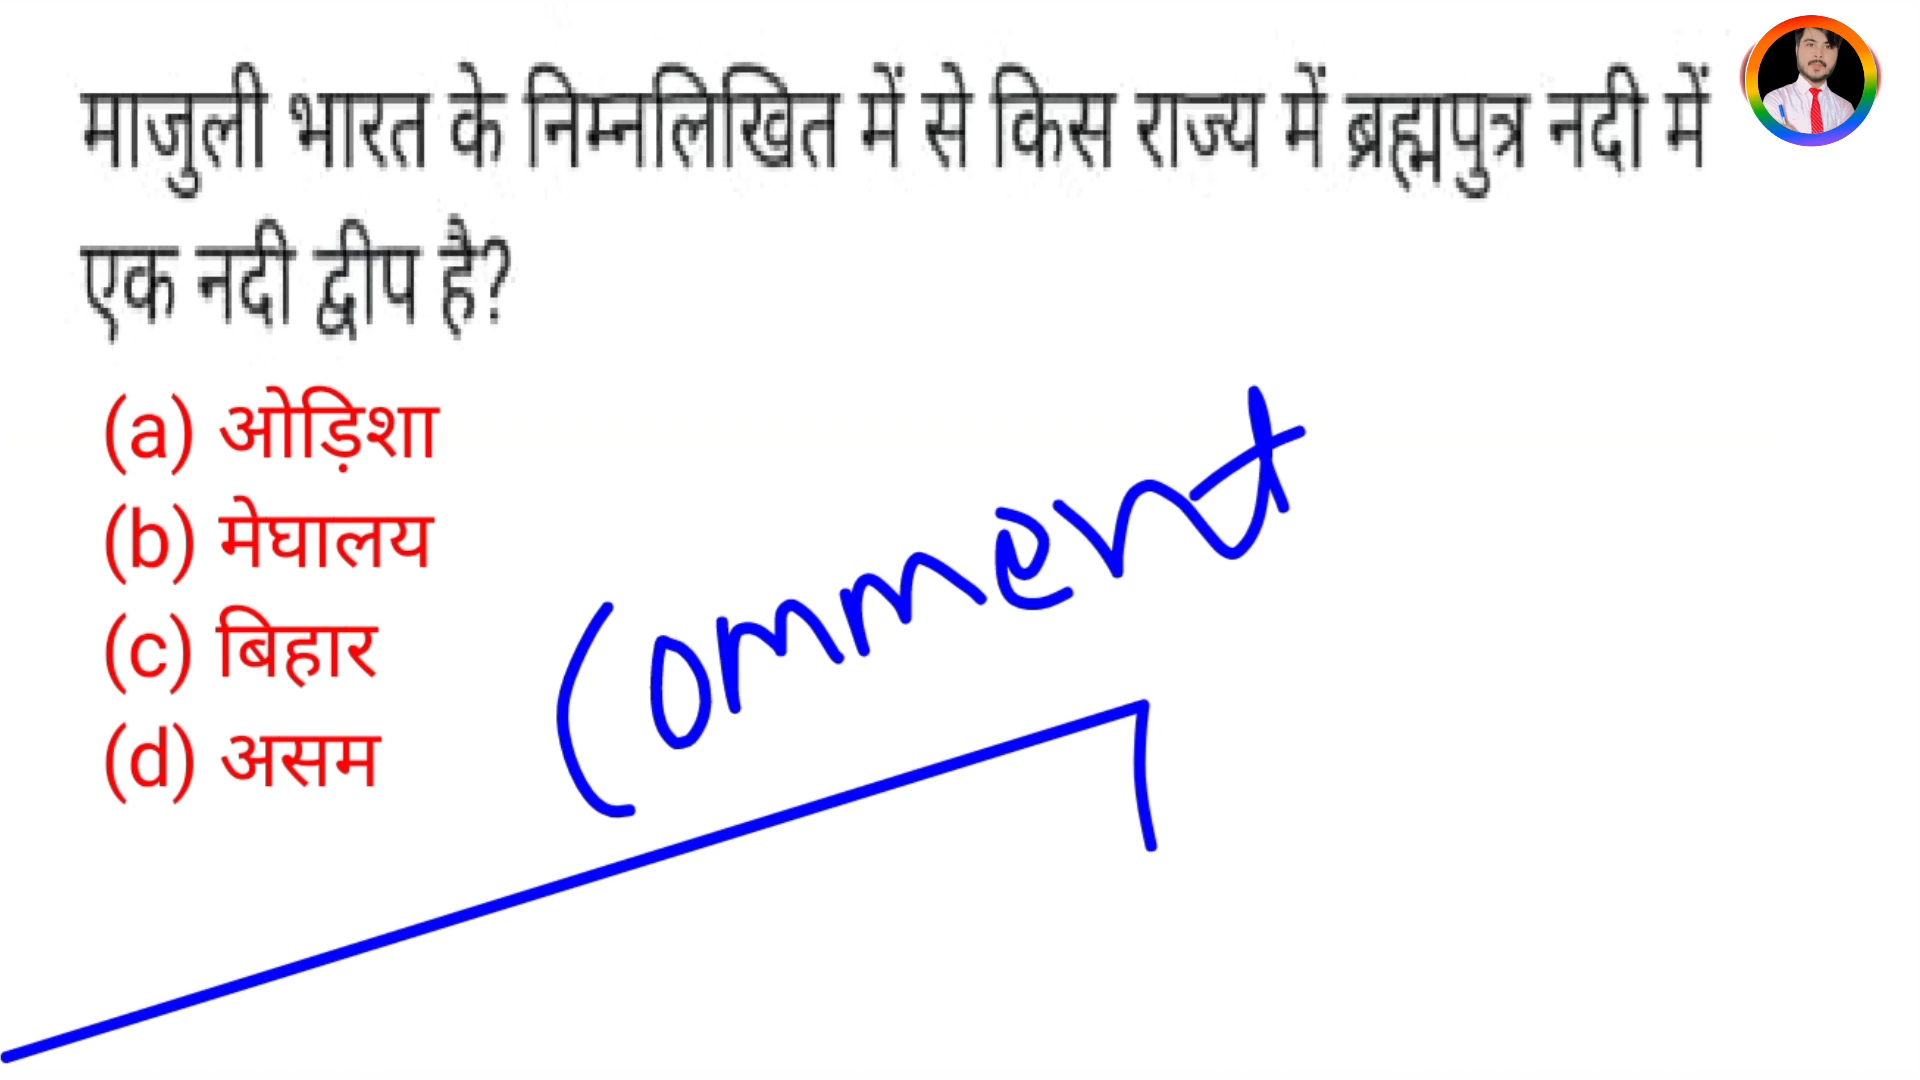 माजुली भारत के निम्नलिखित में से किस राज्य में ब्रह्मपुत्र नदी में
एक नदी द्वीप है?
(a) ओड़िशा
(b) मेघालय
(c) बिहार
(d) असम
Comment